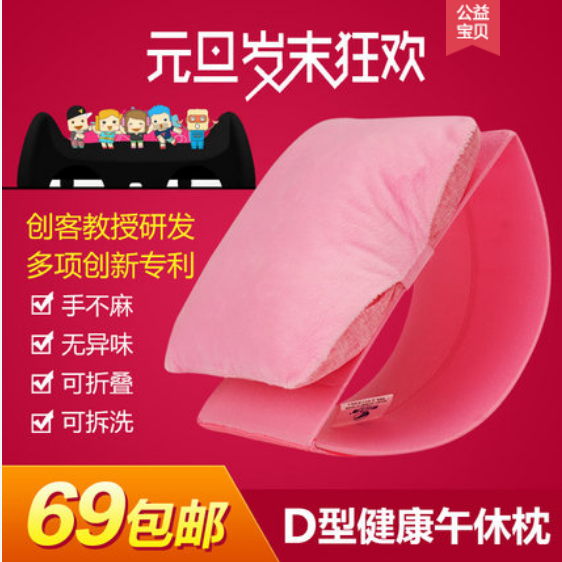 公益
宝贝
元旦岁末狂欢
创客教授研发
多项创新专利
手不麻
无异味
可折叠
可拆洗
69包邮
D型健康午休枕